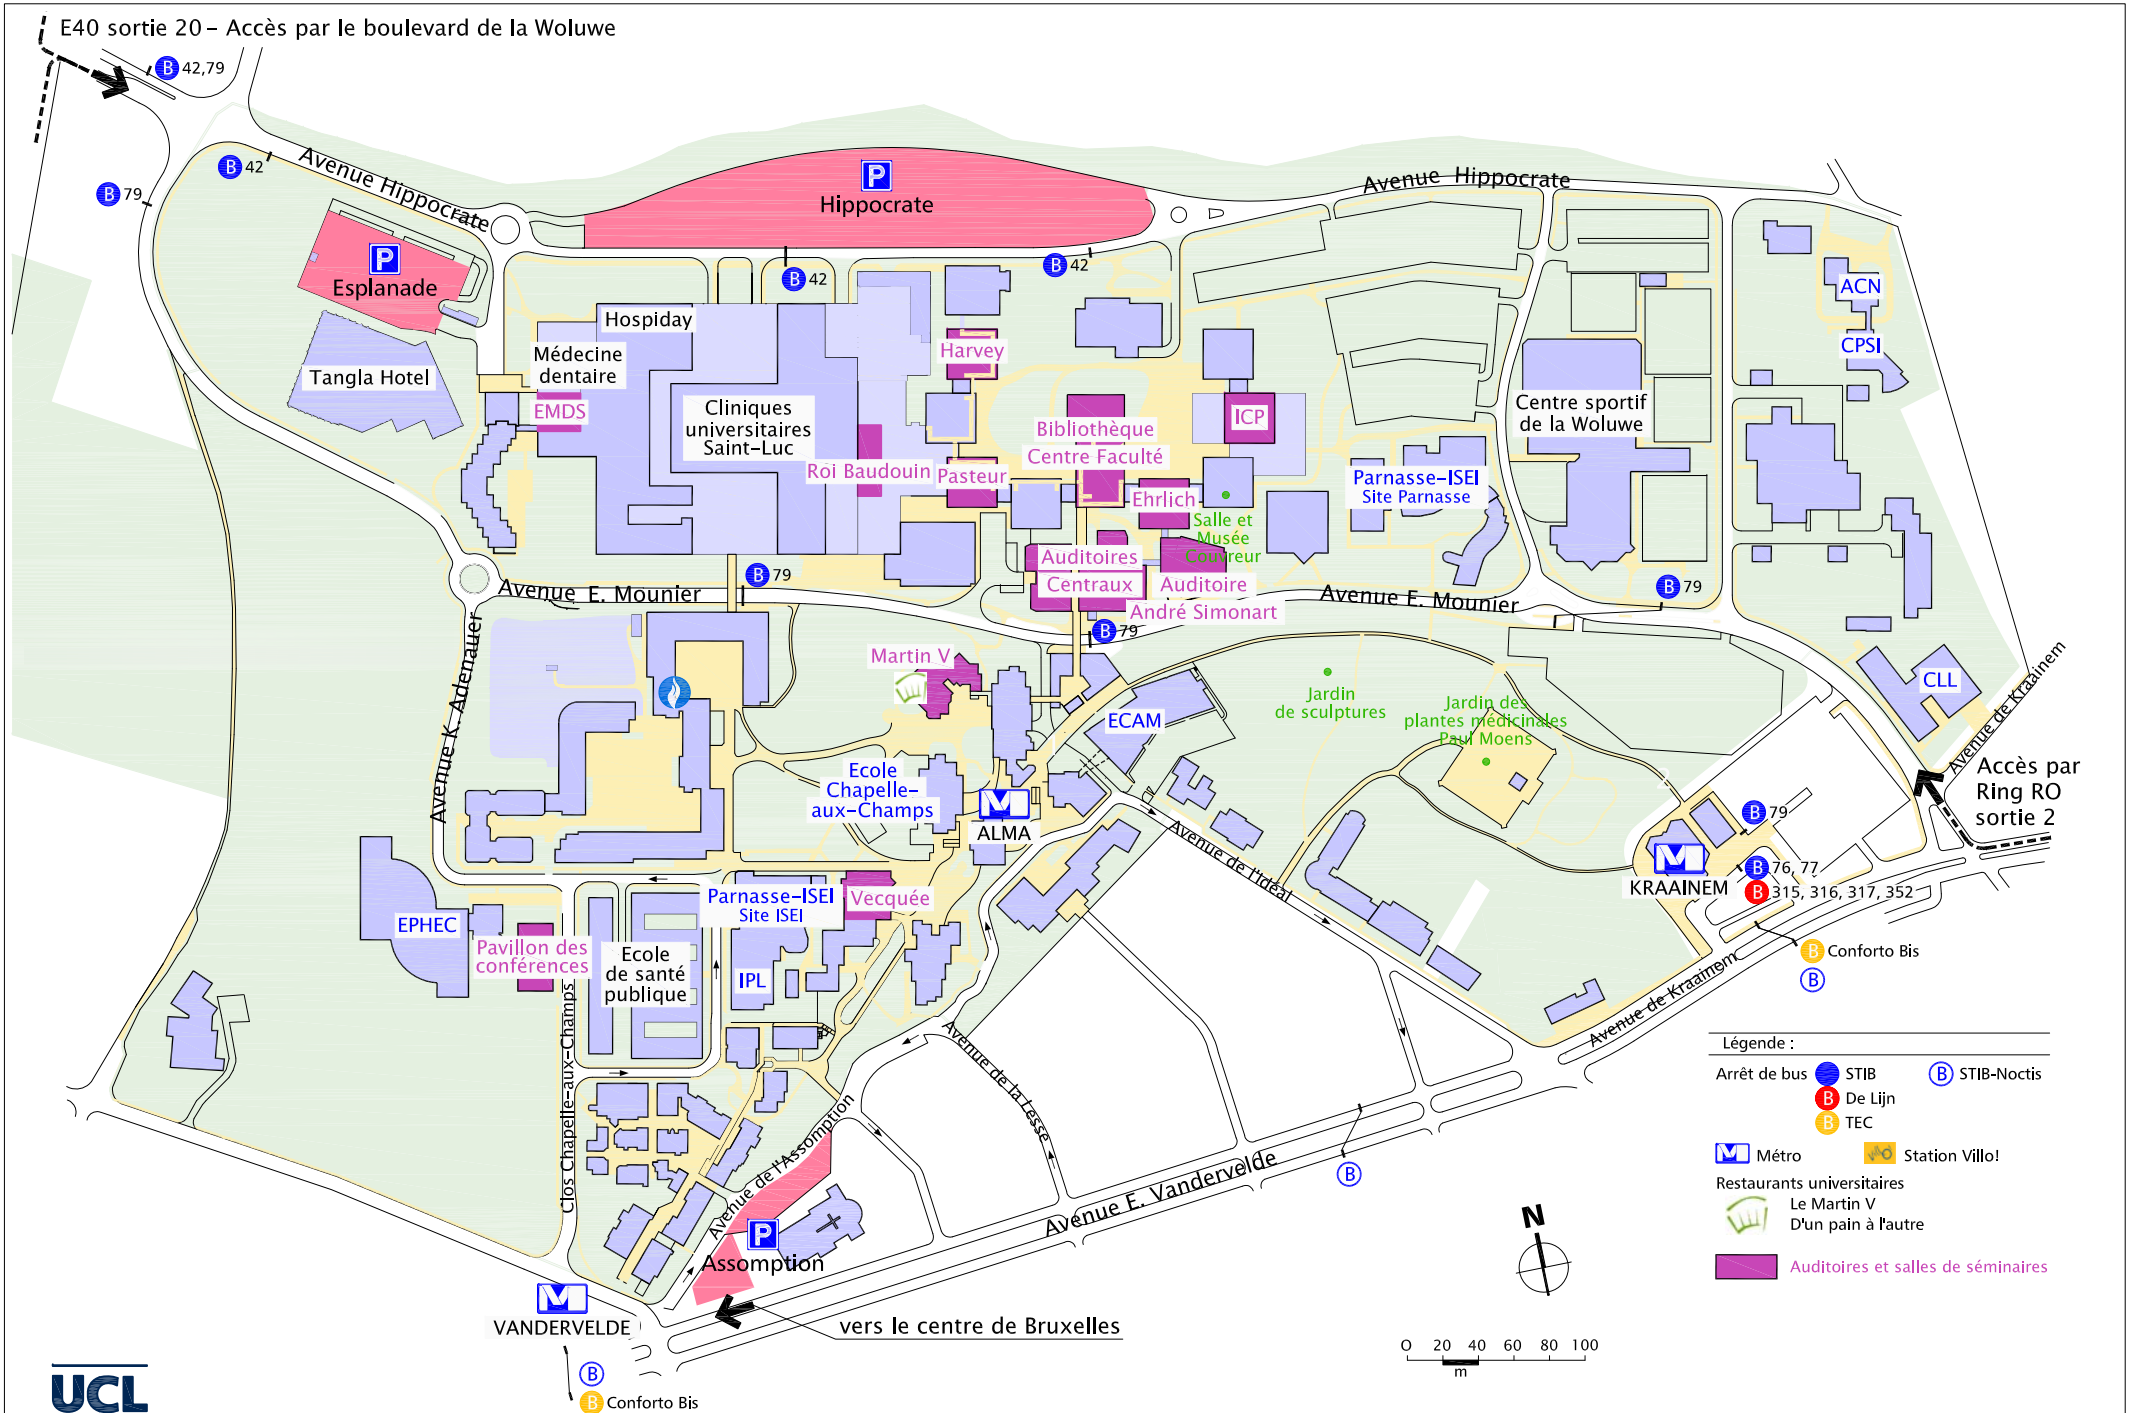 E40 sortie 20 – Accès par le boulevard de la Woluwe
B 42,79
B 42
B 79
Avenue Hippocrate
P
Hippocrate
Avenue Hippocrate
P
Esplanade
B 42
B 42
Tangla Hotel
Hospiday
Médecine
dentaire
EMDS
Cliniques
universitaires
Saint-Luc
Roi Baudouin
Harvey
Pasteur
Bibliothèque
Centre Faculté
Ehrlich
ICP
Salle et
Musée
Couvreur
Auditoires
Centraux
Auditoire
André Simonart
Parnasse-ISEI
Site Parnasse
Centre sportif
de la Woluwe
ACN
CPSI
CLL
B 79
Avenue E. Mounier
B 79
Avenue E. Mounier
B 79
Avenue K. Adenauer
Martin V
ECAM
Jardin
de sculptures
Jardin des
plantes médicinales
Paul Moens
Avenue de Kraainem
Accès par
Ring RO
sortie 2
Ecole
Chapelle-
aux-Champs
M
ALMA
Avenue de l'Idéal
B 79
M
KRAAINEM
B 76, 77
B 315, 316, 317, 352
B Conforto Bis
B
Avenue de Kraainem
EPHEC
Pavillon des
conférences
Ecole
de santé
publique
Parnasse-ISEI
Site ISEI
Vecquée
IPL
Clos Chapelle-aux-Champs
Avenue de l'Assomption
Avenue de la Lesse
Avenue E. Vandervelde
B
P
Assomption
M
VANDERVELDE
vers le centre de Bruxelles
B
B Conforto Bis
UCL
N
0 20 40 60 80 100
m
Légende :
Arrêt de bus B STIB
B STIB-Noctis
B De Lijn
B TEC
M Métro
Station Villo!
Restaurants universitaires
Le Martin V
D'un pain à l'autre
Auditoires et salles de séminaires